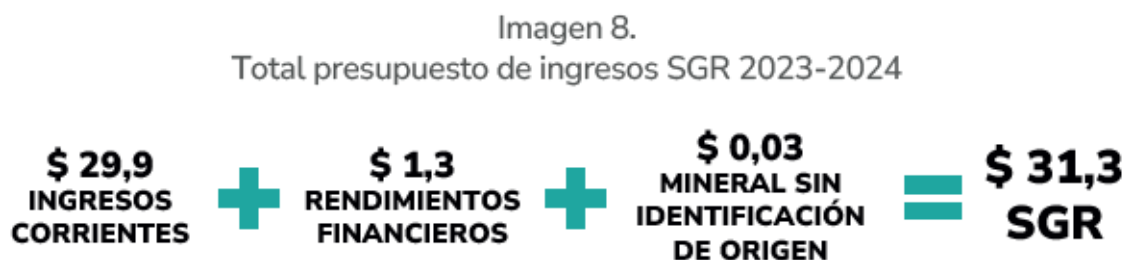 Imagen 8.
Total presupuesto de ingresos SGR 2023-2024
$ 29,9
INGRESOS
CORRIENTES
+
$ 1,3
RENDIMIENTOS
FINANCIEROS
+
$ 0,03
MINERAL SIN
IDENTIFICACIÓN
DE ORIGEN
=
$ 31,3
SGR